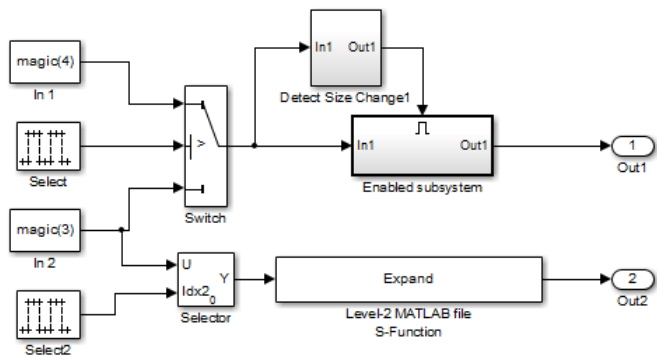 magic(4)
In 1
Select
magic(3)
In 2
Select2
>
Switch
U
Idx2
0
Y
Selector
In1
Out1
Detect Size Change1
In1
Out1
Enabled subsystem
Expand
Level-2 MATLAB file
S-Function
1
Out1
2
Out2